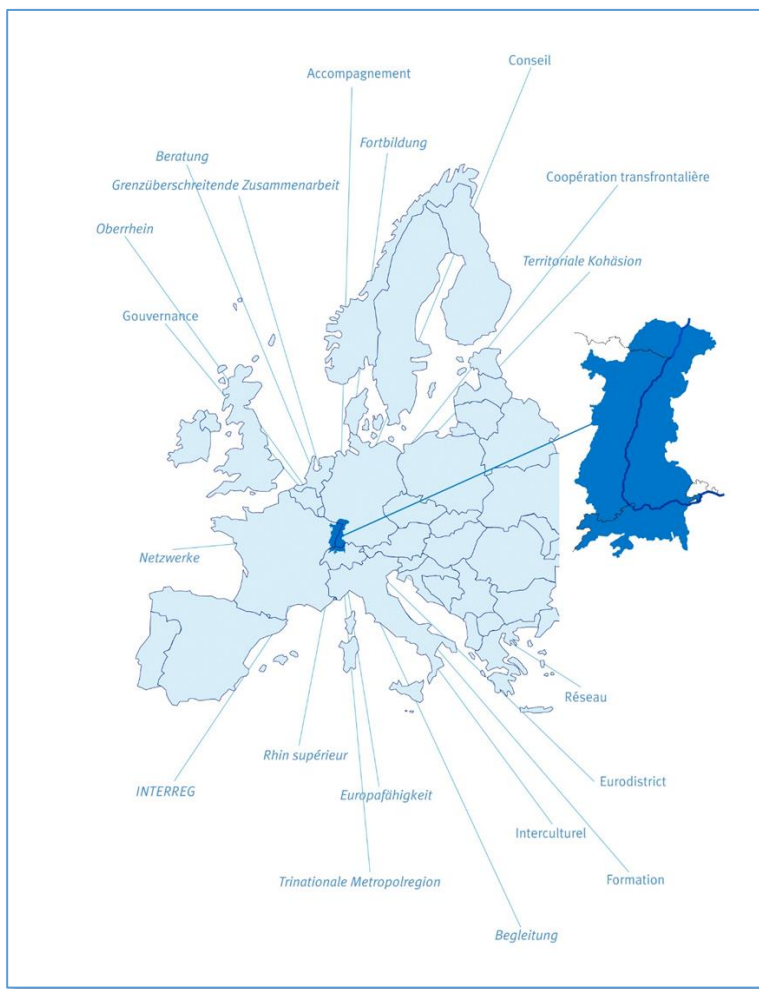 Conseil
Accompagnement
Fortbildung
Beratung
Grenzüberschreitende Zusammenarbeit
Coopération transfrontalière
Oberrhein
Territoriale Kohäsion
Gouvernance
Netzwerke
Réseau
Rhin supérieur
Eurodistrict
INTERREG
Europafähigkeit
Interculturel
Trinationale Metropolregion
Formation
Begleitung